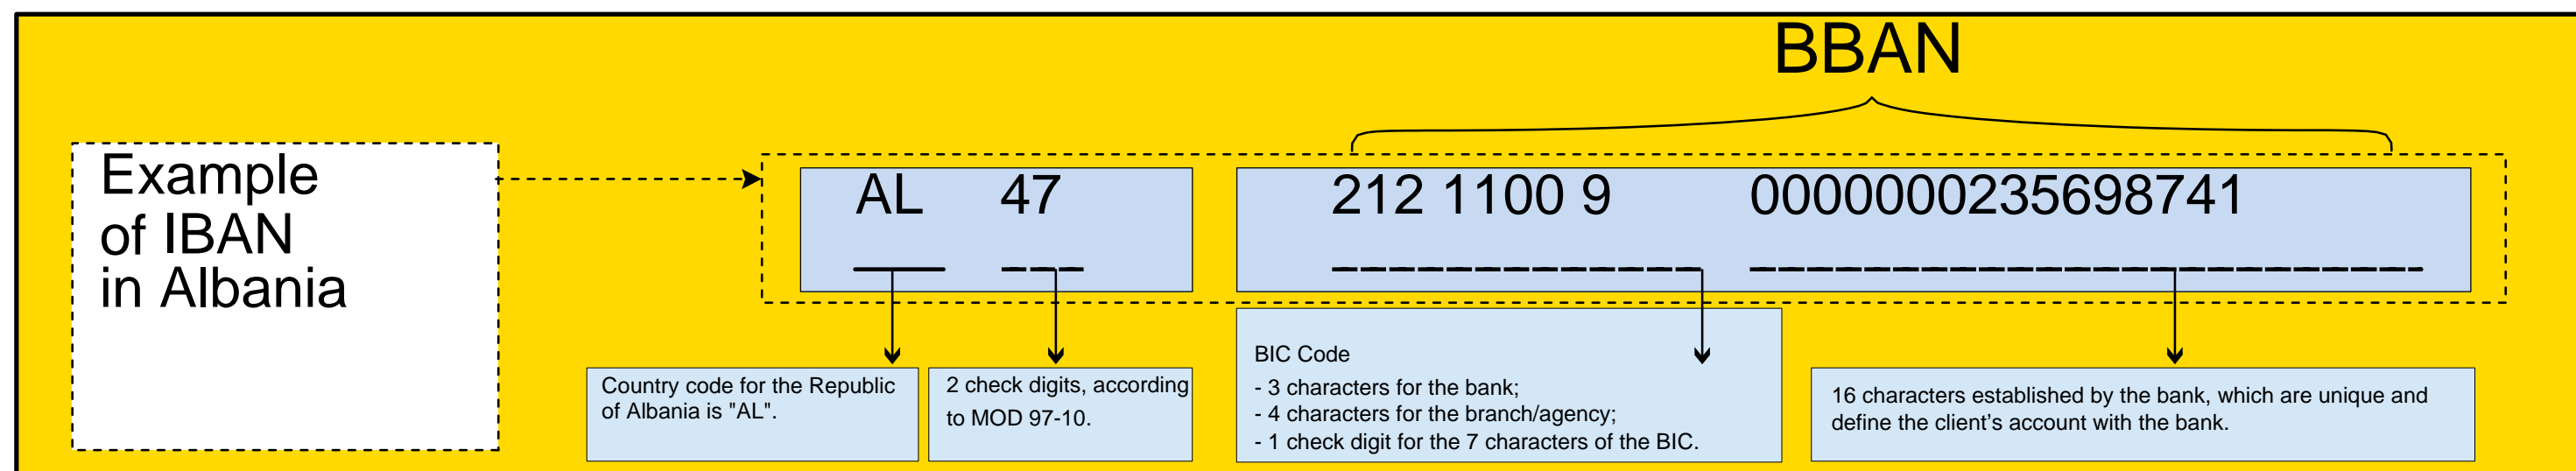 BBAN
Example
of IBAN
in Albania
AL 47 212 1100 9 0000000235698741
Country code for the Republic
of Albania is "AL".
2 check digits, according
to MOD 97-10.
BIC Code
- 3 characters for the bank;
- 4 characters for the branch/agency;
- 1 check digit for the 7 characters of the BIC.
16 characters established by the bank, which are unique and
define the client’s account with the bank.